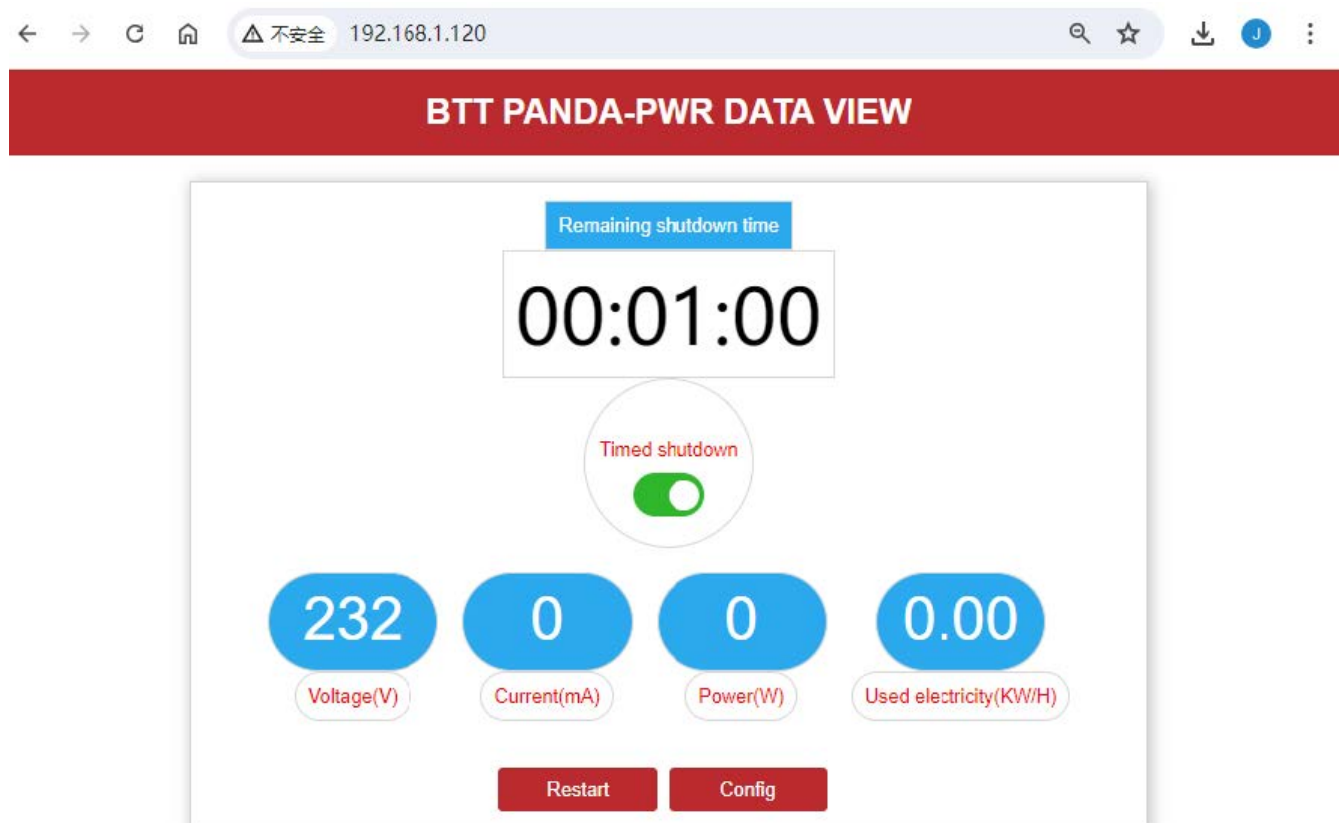 不安全 192.168.1.120
J
BTT PANDA-PWR DATA VIEW
Remaining shutdown time
00:01:00
Timed shutdown
232 0 0 0.00
Voltage(V) Current(mA) Power(W) Used electricity(KW/H)
Restart Config